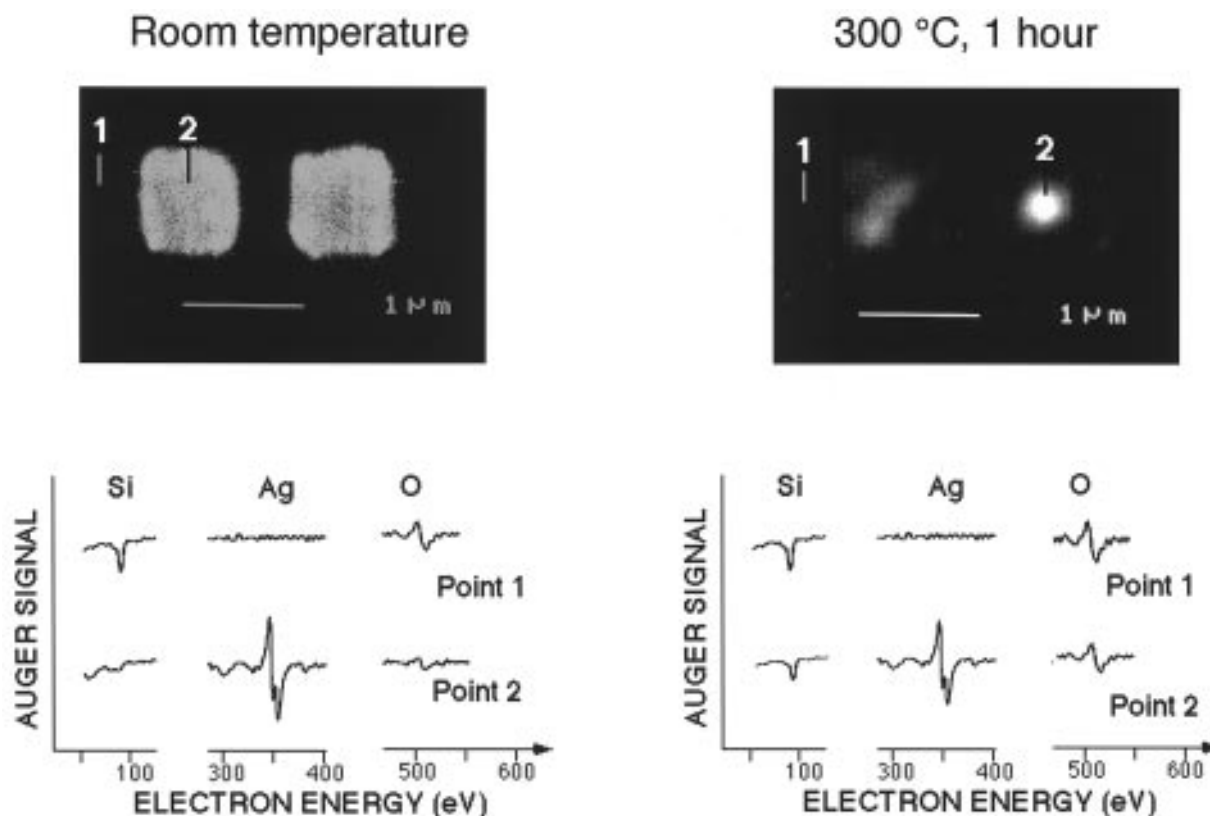 Room temperature
300 °C, 1 hour
1
2
1 μm
1
2
1 μm
AUGER SIGNAL
Si
Ag
O
Point 1
Point 2
100
300
400
500
600
ELECTRON ENERGY (eV)
AUGER SIGNAL
Si
Ag
O
Point 1
Point 2
100
300
400
500
600
ELECTRON ENERGY (eV)